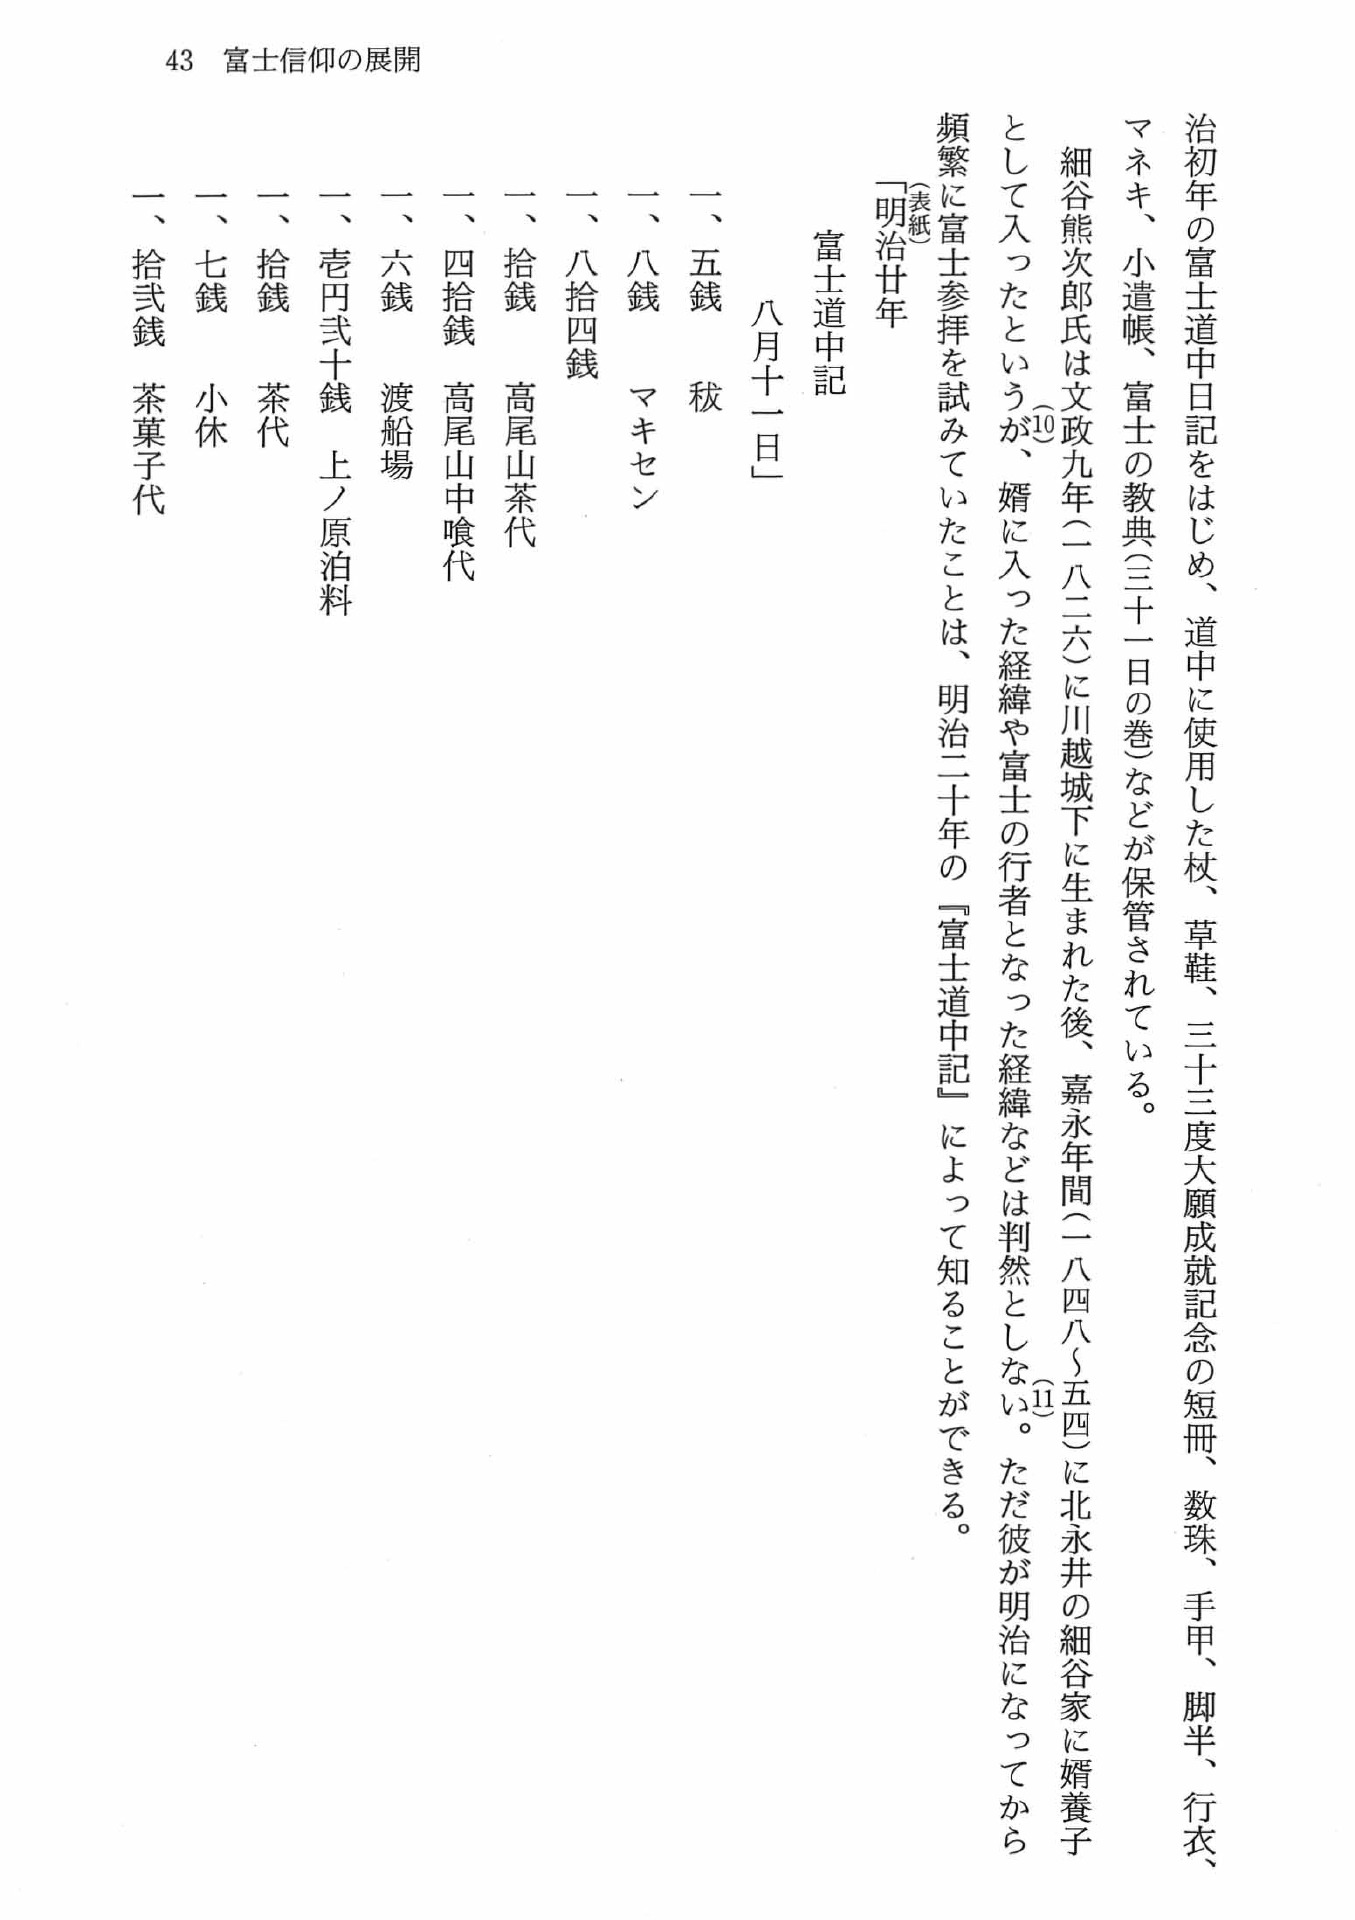 43　富士信仰の展開
治初年の富士道中日記をはじめ、道中に使用した杖、草鞋、三十三度大願成就記念の短冊、数珠、手甲、脚半、行衣、
マネキ、小遣帳、富士の教典(三十一日の巻)などが保管されている。
　細谷熊次郎氏は文政九年(一八二六)に川越城下に生まれた後、嘉永年間(一八四八〜五四)に北永井の細谷家に婿養子
として入ったというが、(10)婿に入った経緯や富士の行者となった経緯などは判然としない。(11)ただ彼が明治になってから
頻繁に富士参拝を試みていたことは、明治二十年の『富士道中記』によって知ることができる。
(表紙)
「明治廿年
富士道中記
八月十一日」
一、五銭　秡
一、八銭　マキセン
一、八拾四銭
一、拾銭　高尾山茶代
一、四拾銭　高尾山中喰代
一、六銭　渡船場
一、壱円弐十銭　上ノ原泊料
一、拾銭　茶代
一、七銭　小休
一、拾弐銭　茶菓子代